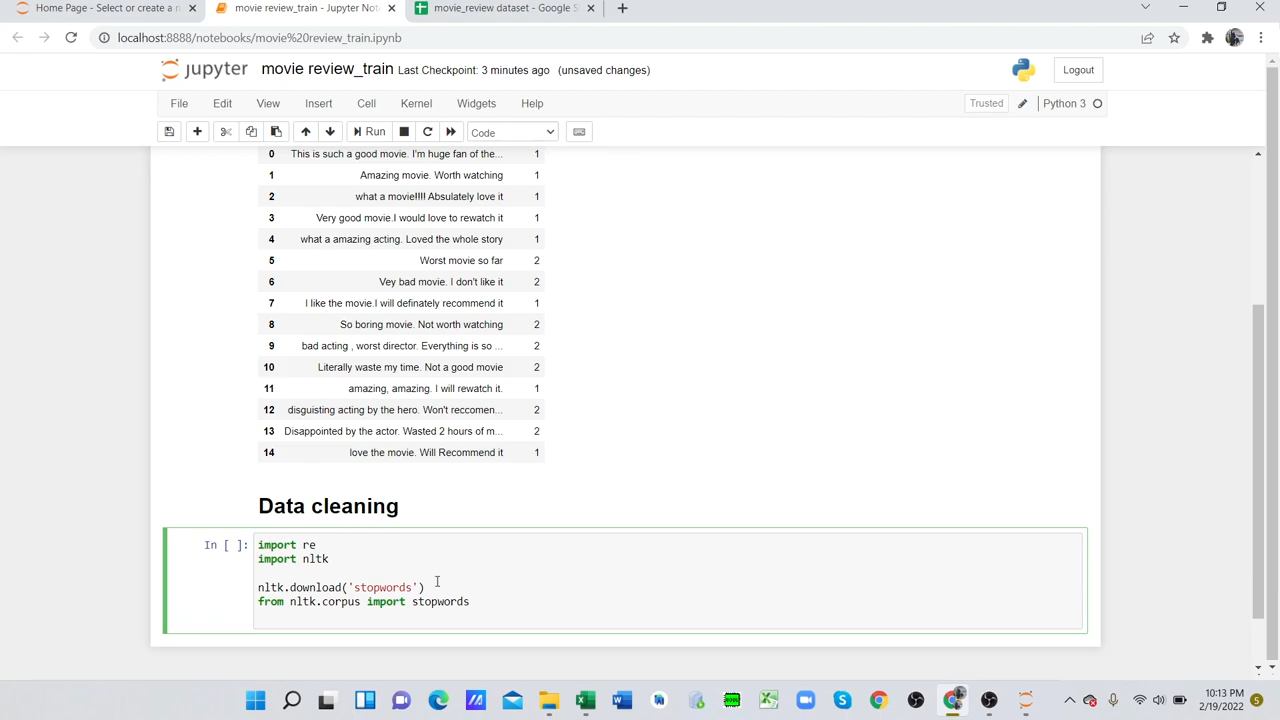 Home Page - Select or create a n
movie review_train - Jupyter Not
movie_review dataset - Google S
localhost:8888/notebooks/movie%20review_train.ipynb
jupyter movie review_train Last Checkpoint: 3 minutes ago (unsaved changes)
Logout
File Edit View Insert Cell Kernel Widgets Help
Trusted Python 3
Run Code
0 This is such a good movie. I'm huge fan of the... 1
1 Amazing movie. Worth watching 1
2 what a movie!!!! Absulately love it 1
3 Very good movie.I would love to rewatch it 1
4 what a amazing acting. Loved the whole story 1
5 Worst movie so far 2
6 Vey bad movie. I don't like it 2
7 I like the movie.I will definately recommend it 1
8 So boring movie. Not worth watching 2
9 bad acting , worst director. Everything is so ... 2
10 Literally waste my time. Not a good movie 2
11 amazing, amazing. I will rewatch it. 1
12 disguisting acting by the hero. Won't reccomen... 2
13 Disappointed by the actor. Wasted 2 hours of m... 2
14 love the movie. Will Recommend it 1
Data cleaning
In [ ]: import re
import nltk
nltk.download('stopwords')
from nltk.corpus import stopwords
10:13 PM
2/19/2022
5